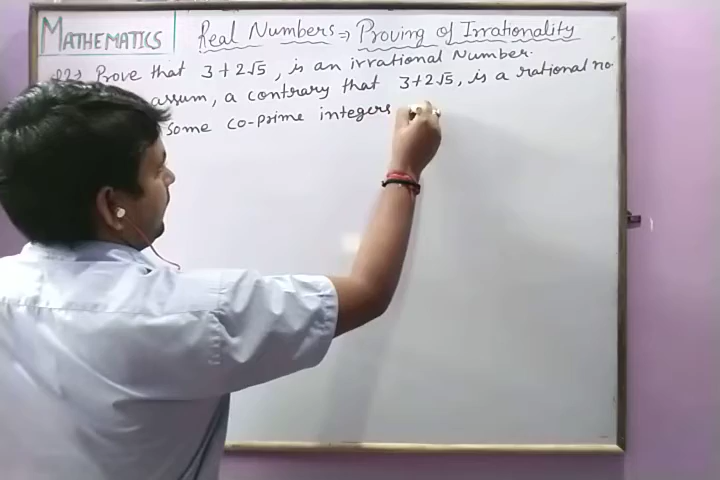 MATHEMATICS Real Numbers ⇒ Proving of Irrationality
Q2⇒ Prove that 3+2√5, is an irrational Number.
assum, a contrary that 3+2√5, is a rational no.
some co-prime integers